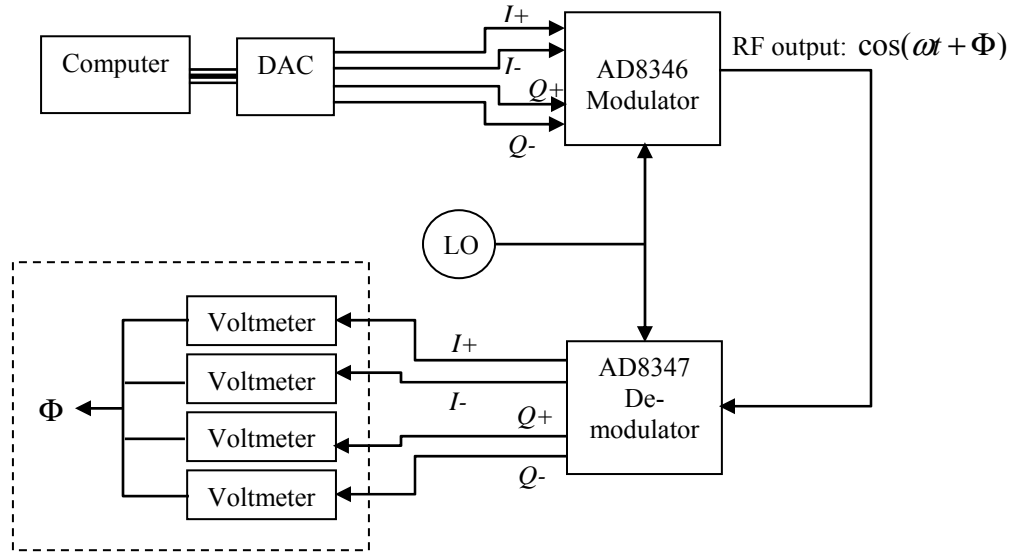 Computer
DAC
I+
I-
Q+
Q-
AD8346
Modulator
RF output: cos(ωt + Φ)
LO
Voltmeter
Voltmeter
Voltmeter
Voltmeter
Φ
I+
I-
Q+
Q-
AD8347
De-
modulator